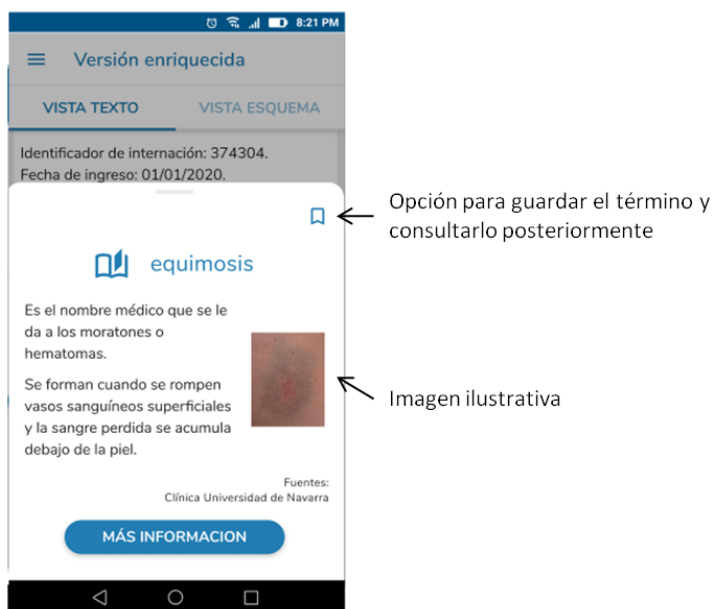 8:21 PM
Versión enriquecida
VISTA TEXTO VISTA ESQUEMA
Identificador de internación: 374304.
Fecha de ingreso: 01/01/2020.
Opción para guardar el término y
consultarlo posteriormente
equimosis
Es el nombre médico que se le
da a los moratones o
hematomas.
Se forman cuando se rompen
vasos sanguíneos superficiales
y la sangre perdida se acumula
debajo de la piel.
Imagen ilustrativa
Fuentes:
Clínica Universidad de Navarra
MÁS INFORMACION